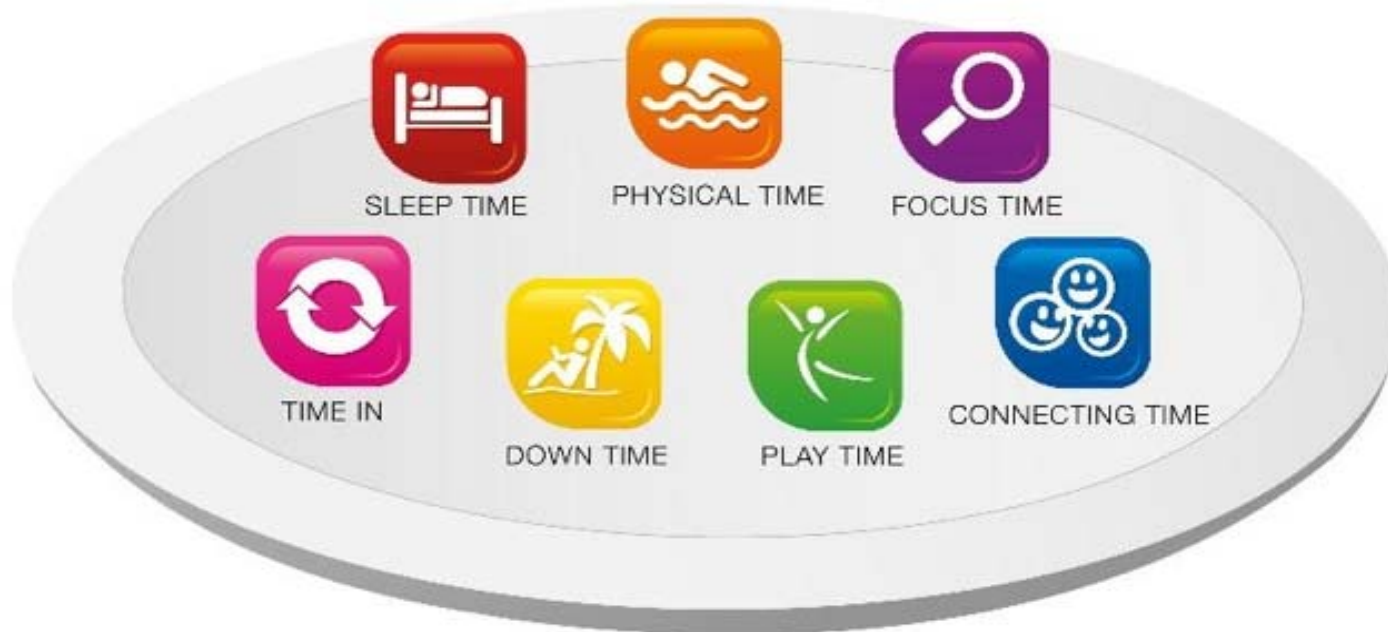 SLEEP TIME
PHYSICAL TIME
FOCUS TIME
TIME IN
DOWN TIME
PLAY TIME
CONNECTING TIME